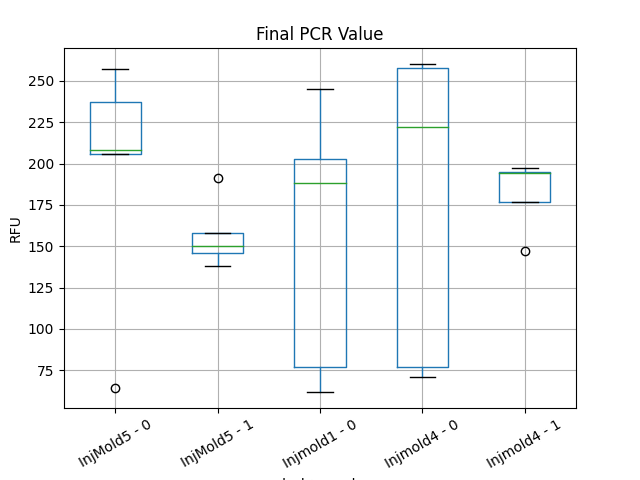 Final PCR Value
RFU
250
225
200
175
150
125
100
75
InjMold5 - 0
InjMold5 - 1
Injmold1 - 0
Injmold4 - 0
Injmold4 - 1